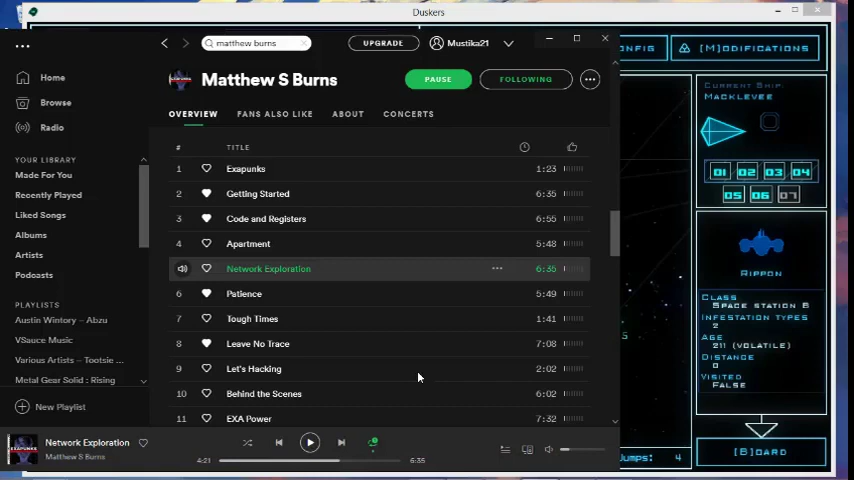 Duskers
matthew burns
UPGRADE
Mustika21
ONFIG
[M]ODIFICATIONS
Home
Browse
Radio
YOUR LIBRARY
Made For You
Recently Played
Liked Songs
Albums
Artists
Podcasts
PLAYLISTS
Austin Wintory – Abzu
VSauce Music
Various Artists – Tootsie ...
Metal Gear Solid : Rising
New Playlist
Matthew S Burns
PAUSE
FOLLOWING
OVERVIEW FANS ALSO LIKE ABOUT CONCERTS
# TITLE
1 Exapunks 1:23
2 Getting Started 6:35
3 Code and Registers 6:55
4 Apartment 5:48
Network Exploration 6:35
6 Patience 5:49
7 Tough Times 1:41
8 Leave No Trace 7:08
9 Let's Hacking 2:02
10 Behind the Scenes 6:02
11 EXA Power 7:32
Network Exploration
Matthew S Burns
EXAPUNKS
4:21 6:35
CURRENT SHIP:
MACKLEVEE
01 02 03 04
05 06 07
RIPPON
CLASS
SPACE STATION B
INFESTATION TYPES
2
AGE
211 (VOLATILE)
DISTANCE
0
VISITED
FALSE
[B]OARD
JUMPS: 4